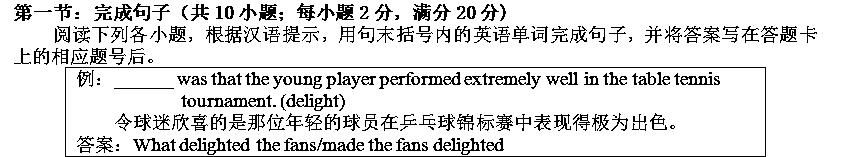 第一节：完成句子（共 10 小题；每小题 2 分，满分 20 分）
阅读下列各小题，根据汉语提示，用句末括号内的英语单词完成句子，并将答案写在答题卡
上的相应题号后。
例：______ was that the young player performed extremely well in the table tennis
tournament. (delight)
令球迷欣喜的是那位年轻的球员在乒乓球锦标赛中表现得极为出色。
答案：What delighted the fans/made the fans delighted